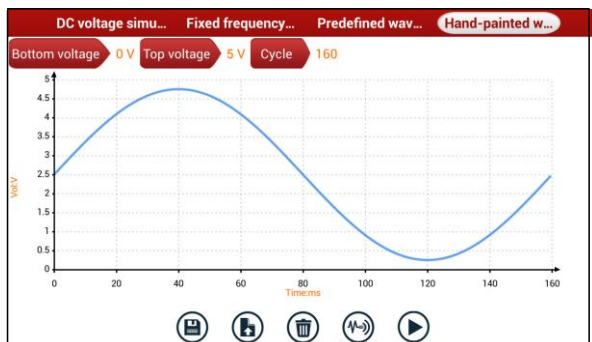 DC voltage simu... Fixed frequency... Predefined wav... Hand-painted w...
Bottom voltage 0 V Top voltage 5 V Cycle 160
5
4.5
4
3.5
3
2.5
2
1.5
1
0.5
0
Vol:V
0 20 40 60 80 100 120 140 160
Time:ms